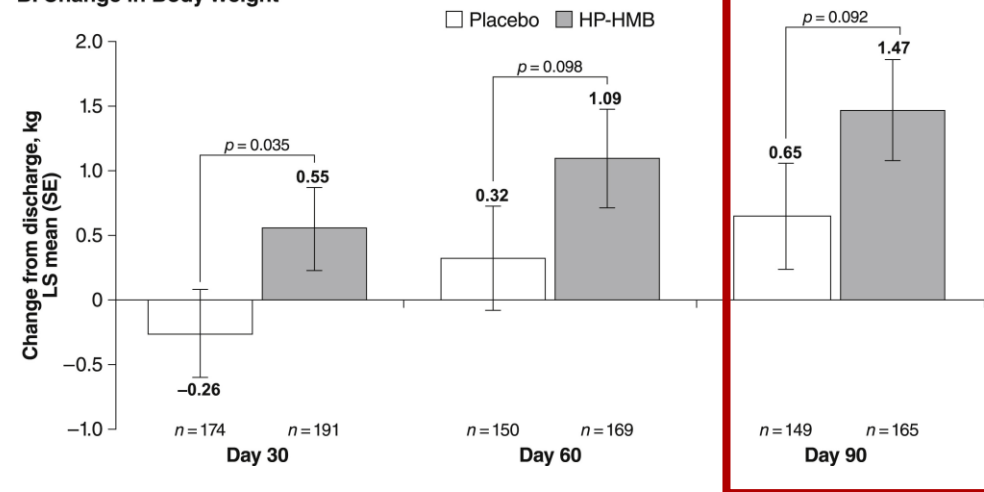 B. Change in Body Weight
Placebo HP-HMB
Change from discharge, kg
LS mean (SE)
2.0
1.5
1.0
0.5
0
–0.5
–1.0
p = 0.035
–0.26
0.55
p = 0.098
0.32
1.09
p = 0.092
0.65
1.47
n = 174 n = 191
Day 30
n = 150 n = 169
Day 60
n = 149 n = 165
Day 90